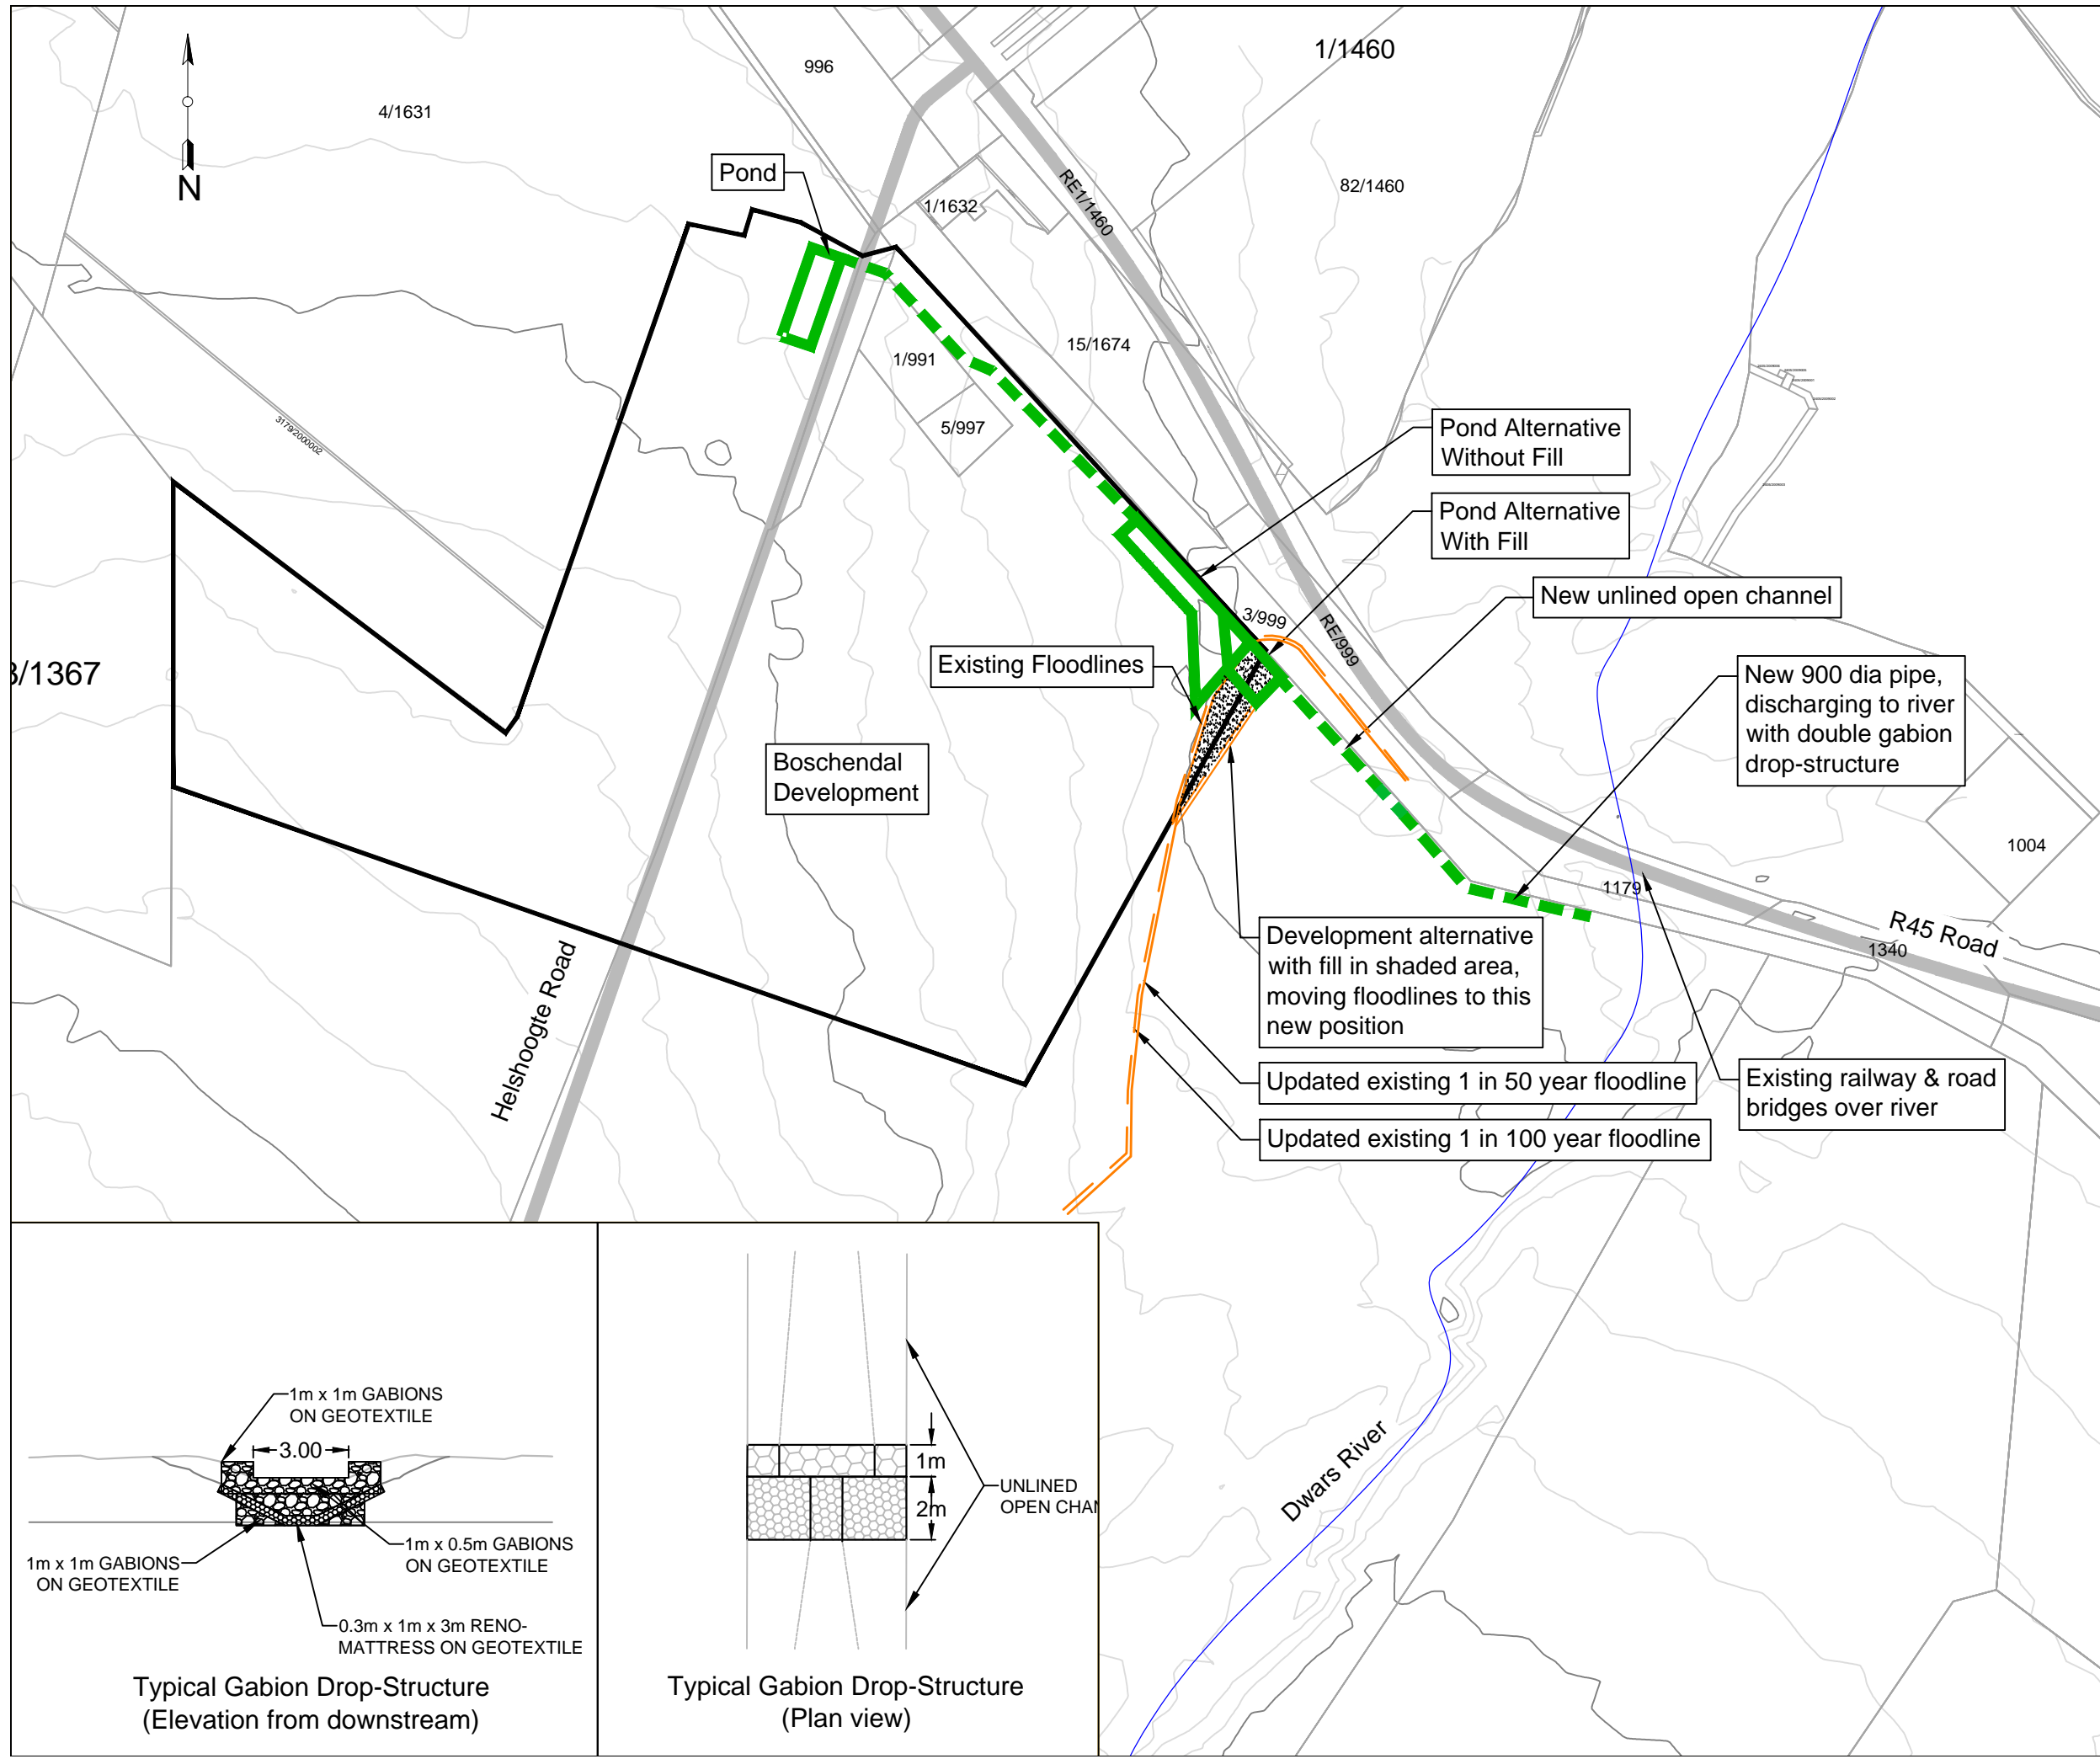 996
1/1460
4/1631
N
Pond
RE1/1460
82/1460
1/1632
15/1674
1/991
5/997
3179/2000002
Pond Alternative
Without Fill
Pond Alternative
With Fill
New unlined open channel
3/999
RE/999
Existing Floodlines
3/1367
New 900 dia pipe,
discharging to river
with double gabion
drop-structure
Boschendal
Development
1004
1179
R45 Road
1340
Development alternative
with fill in shaded area,
moving floodlines to this
new position
Helshoogte Road
Updated existing 1 in 50 year floodline
Existing railway & road
bridges over river
Updated existing 1 in 100 year floodline
Dwars River
1m x 1m GABIONS
ON GEOTEXTILE
3.00
1m x 0.5m GABIONS
ON GEOTEXTILE
1m x 1m GABIONS
ON GEOTEXTILE
0.3m x 1m x 3m RENO-
MATTRESS ON GEOTEXTILE
Typical Gabion Drop-Structure
(Elevation from downstream)
1m
2m
UNLINED
OPEN CHAN
Typical Gabion Drop-Structure
(Plan view)